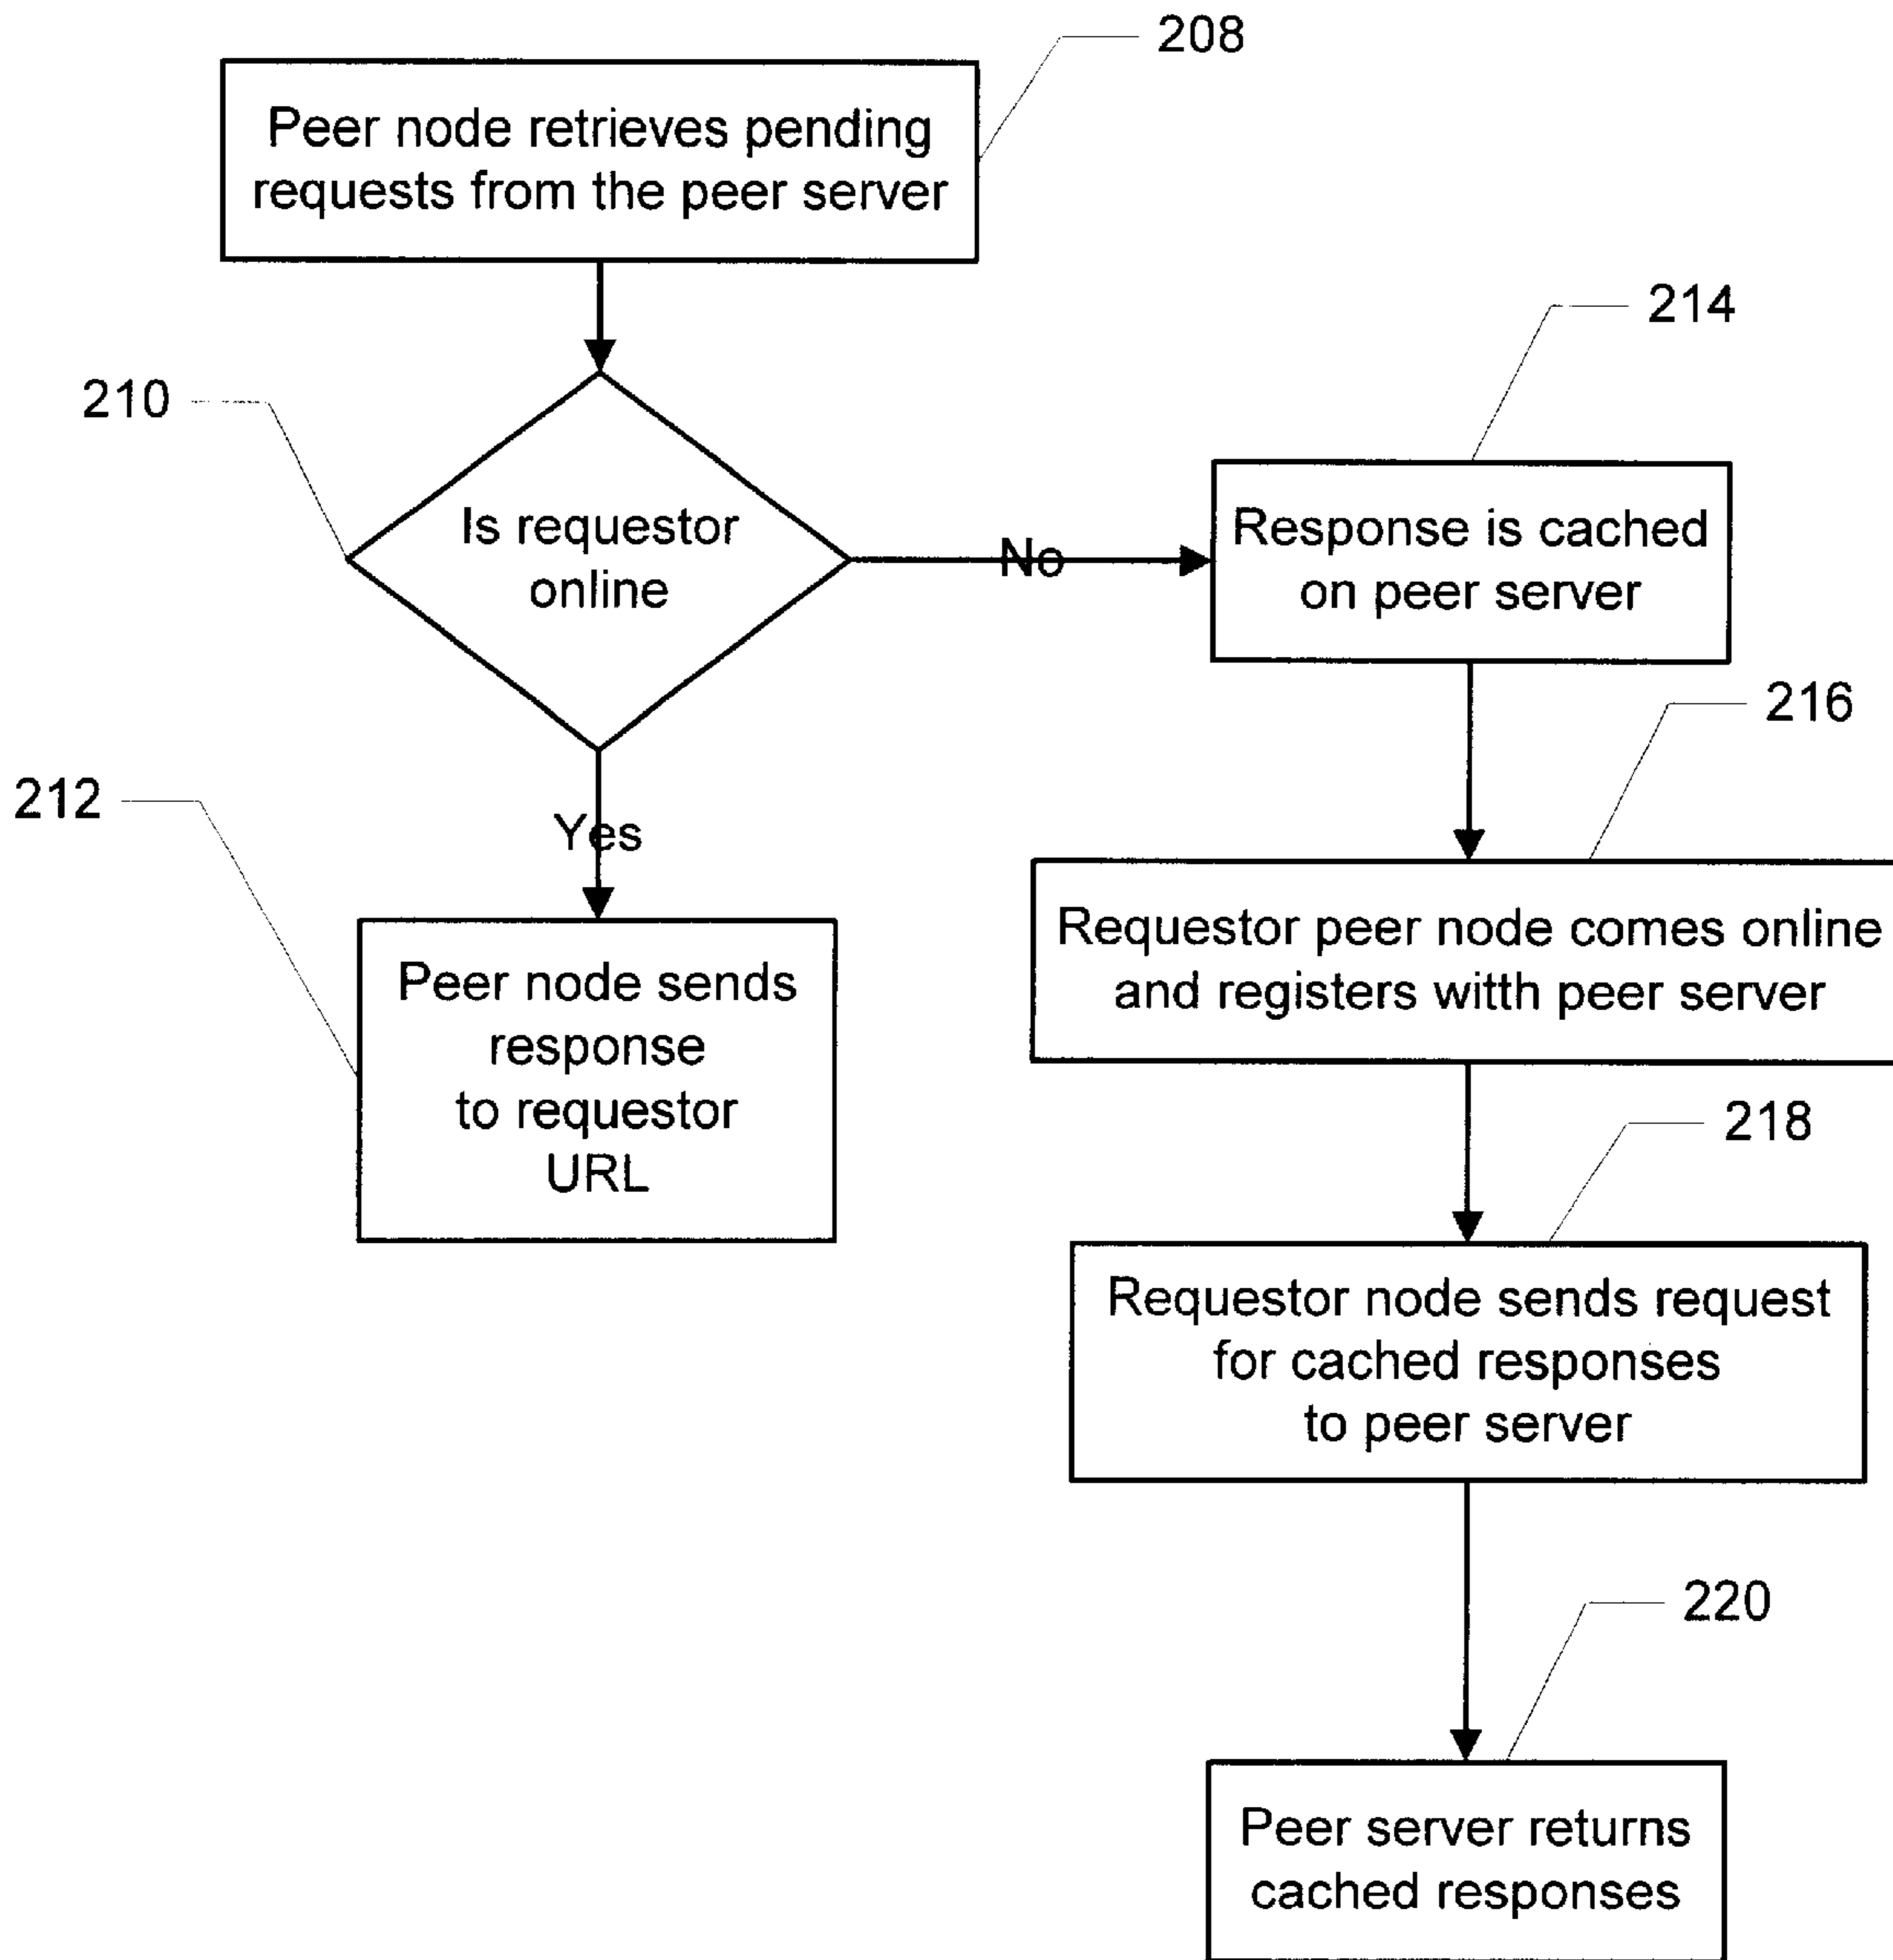 208
Peer node retrieves pending
requests from the peer server
214
210
Is requestor
online
No
Response is cached
on peer server
216
212
Yes
Requestor peer node comes online
and registers witth peer server
Peer node sends
response
to requestor
URL
218
Requestor node sends request
for cached responses
to peer server
220
Peer server returns
cached responses